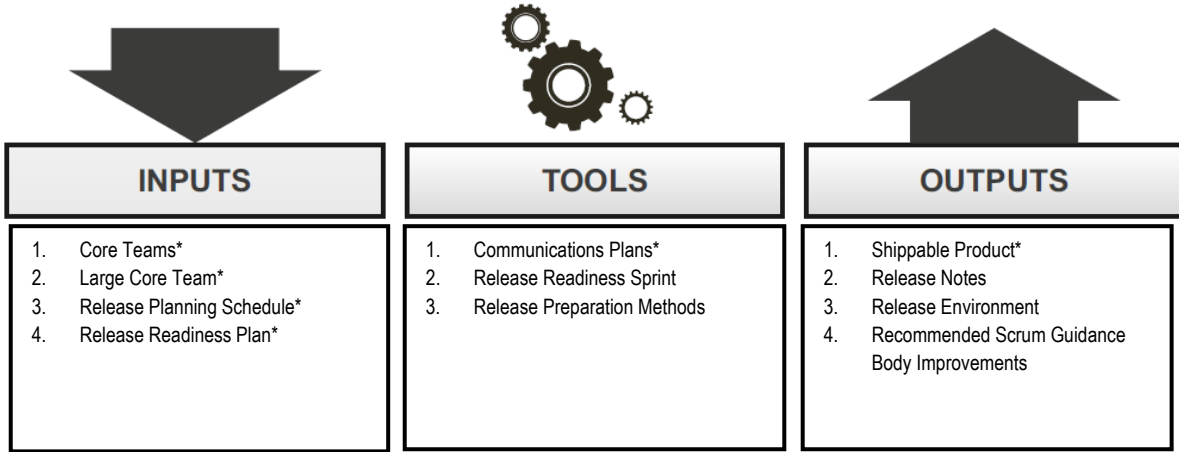 INPUTS
1. Core Teams*
2. Large Core Team*
3. Release Planning Schedule*
4. Release Readiness Plan*
TOOLS
1. Communications Plans*
2. Release Readiness Sprint
3. Release Preparation Methods
OUTPUTS
1. Shippable Product*
2. Release Notes
3. Release Environment
4. Recommended Scrum Guidance
Body Improvements